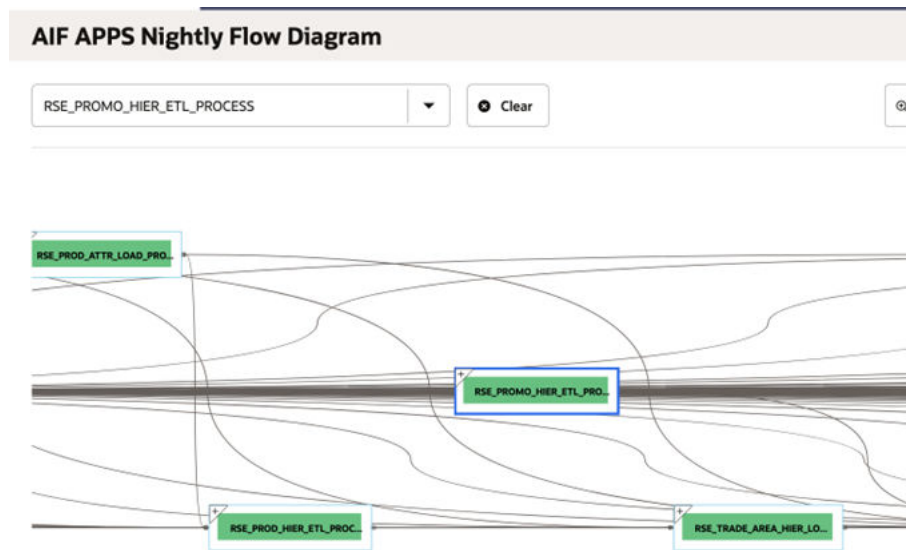 AIF APPS Nightly Flow Diagram
RSE_PROMO_HIER_ETL_PROCESS
Clear
RSE_PROD_ATTR_LOAD_PRO...
RSE_PROMO_HIER_ETL_PRO...
RSE_PROD_HIER_ETL_PROC...
RSE_TRADE_AREA_HIER_LO...